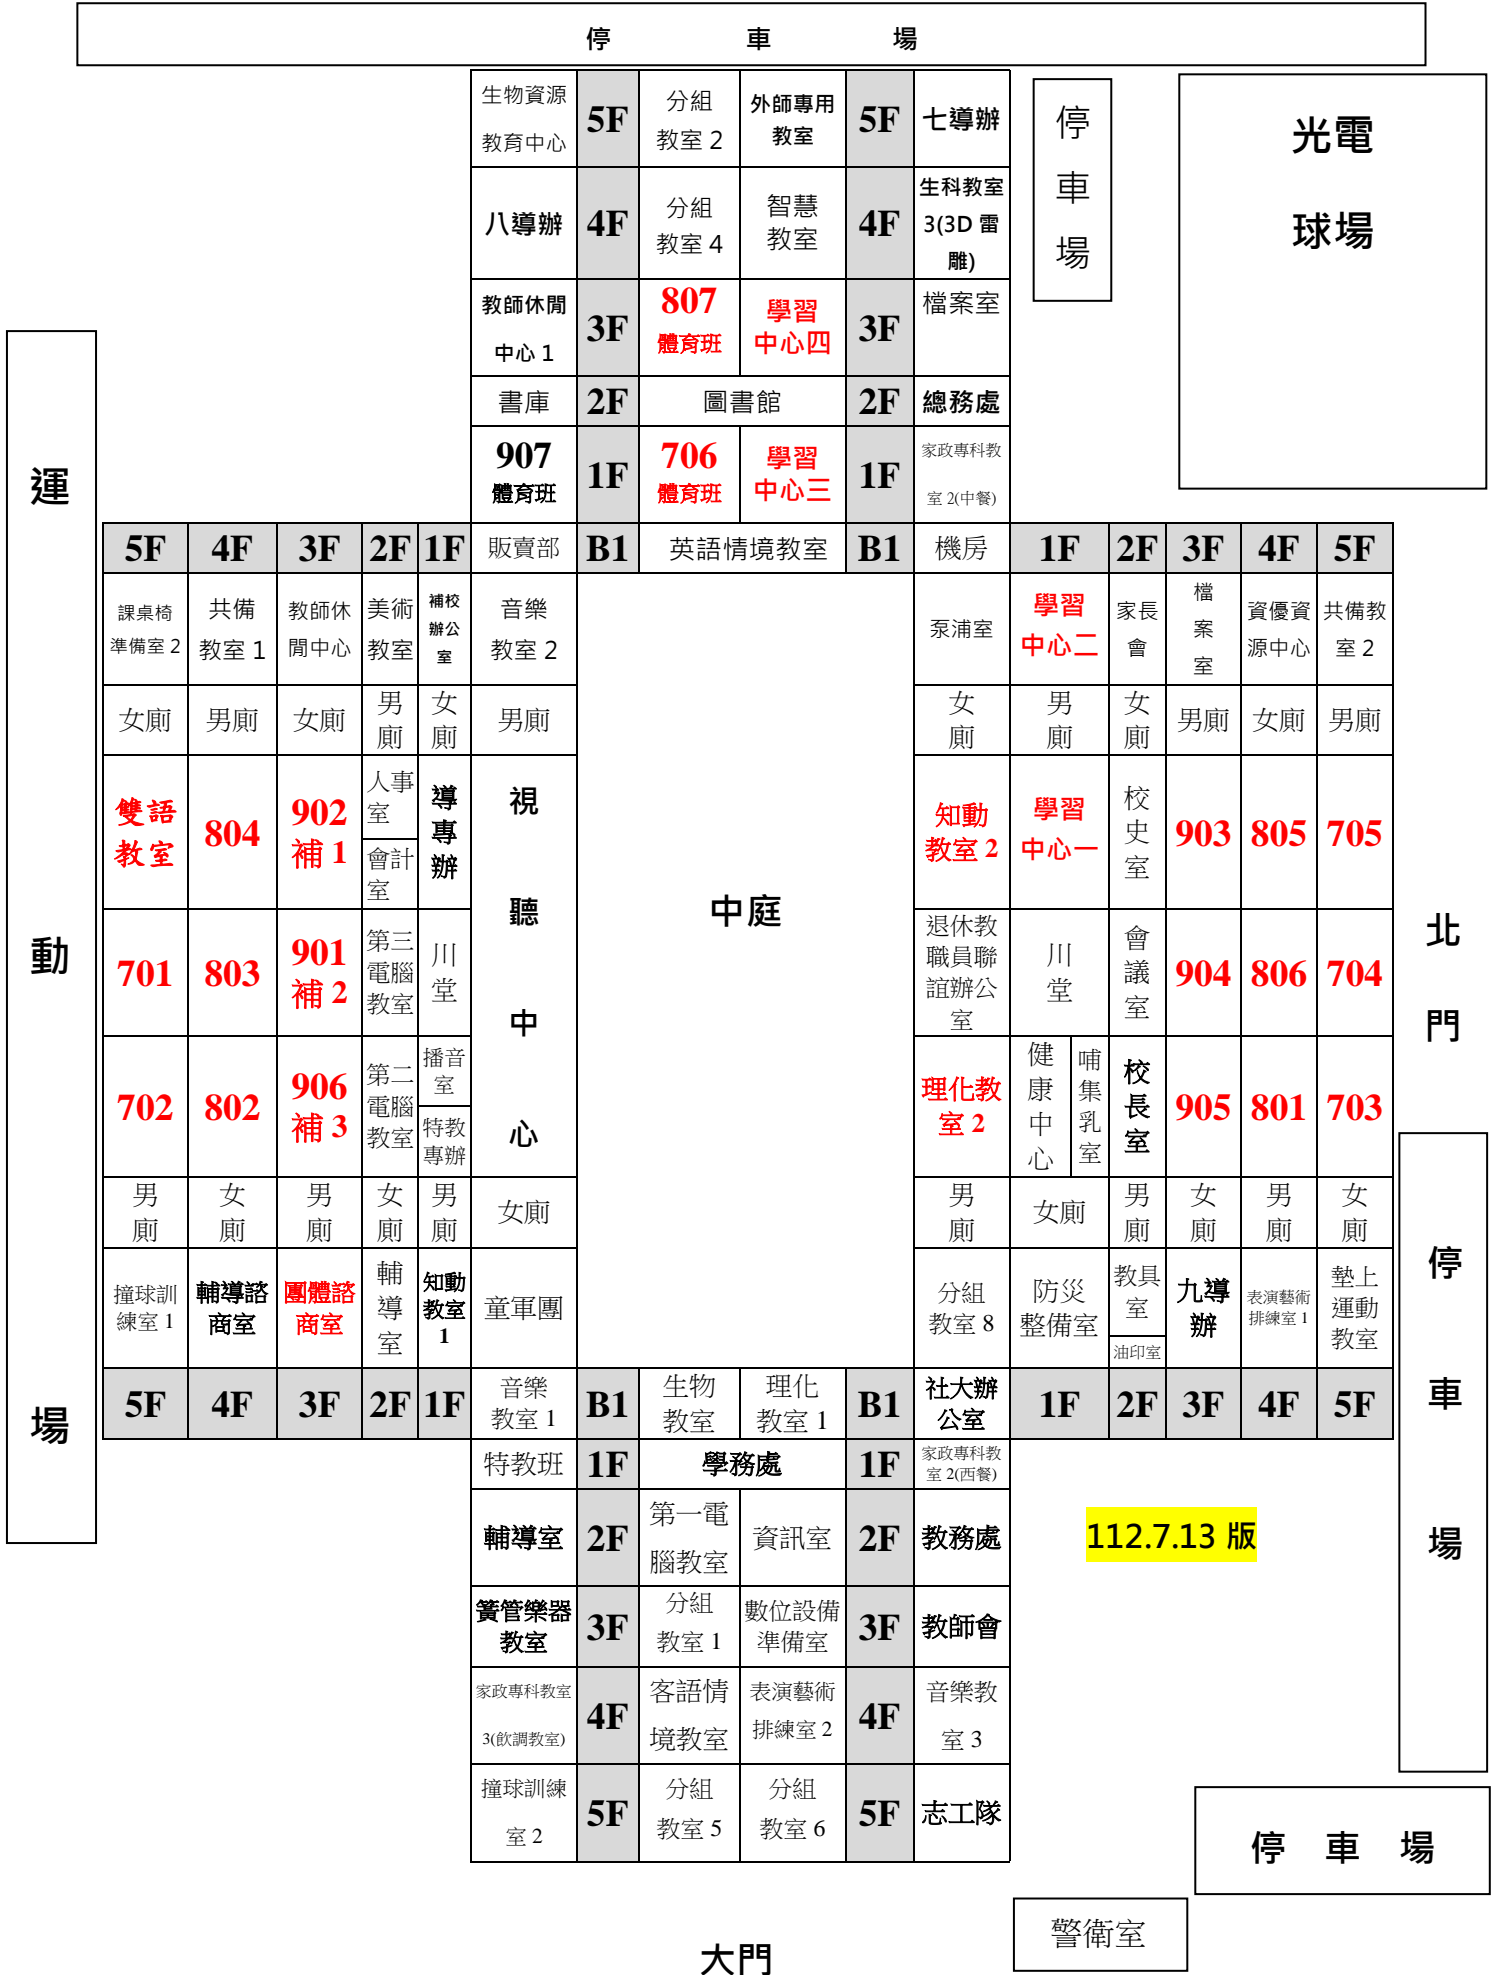 停 車 場
生物資源
教育中心
5F
分組
教室 2
外師專用
教室
5F
七導辦
八導辦
4F
分組
教室 4
智慧
教室
4F
生科教室
3(3D 雷
雕)
教師休閒
中心 1
3F
807
體育班
學習
中心四
3F
檔案室
書庫
2F
圖書館
2F
總務處
907
體育班
1F
706
體育班
學習
中心三
1F
家政專科教
室 2(中餐)
停
車
場
光電
球場
運
動
場
5F 4F 3F 2F 1F 販賣部 B1 英語情境教室 B1 機房 1F 2F 3F 4F 5F
課桌椅
準備室 2
共備
教室 1
教師休
閒中心
美術
教室
補校
辦公
室
音樂
教室 2
泵浦室
學習
中心二
家長
會
檔
案
室
資優資
源中心
共備教
室 2
女廁
男廁
女廁
男
廁
女
廁
男廁
女
廁
男
廁
女
廁
男廁
女廁
男廁
雙語
教室
804
902
補 1
人事
室
會計
室
導
專
辦
視
聽
中
心
中庭
知動
教室 2
學習
中心一
校
史
室
903
805
705
701
803
901
補 2
第三
電腦
教室
川
堂
退休教
職員聯
誼辦公
室
川
堂
會
議
室
904
806
704
702
802
906
補 3
第二
電腦
教室
播音
室
特教
專辦
理化教
室 2
健
康
中
心
哺
集
乳
室
校
長
室
905
801
703
男
廁
女
廁
男
廁
女
廁
男
廁
女廁
男
廁
女廁
男
廁
女
廁
男
廁
女
廁
撞球訓
練室 1
輔導諮
商室
團體諮
商室
輔
導
室
知動
教室
1
童軍團
分組
教室 8
防災
整備室
教具
室
油印室
九導
辦
表演藝術
排練室 1
墊上
運動
教室
5F 4F 3F 2F 1F
音樂
教室 1
B1
生物
教室
理化
教室 1
B1
社大辦
公室
1F 2F 3F 4F 5F
特教班
1F
學務處
1F
家政專科教
室 2(西餐)
輔導室
2F
第一電
腦教室
資訊室
2F
教務處
簧管樂器
教室
3F
分組
教室 1
數位設備
準備室
3F
教師會
家政專科教室
3(飲調教室)
4F
客語情
境教室
表演藝術
排練室 2
4F
音樂教
室 3
撞球訓練
室 2
5F
分組
教室 5
分組
教室 6
5F
志工隊
北
門
停
車
場
112.7.13 版
停 車 場
警衛室
大門